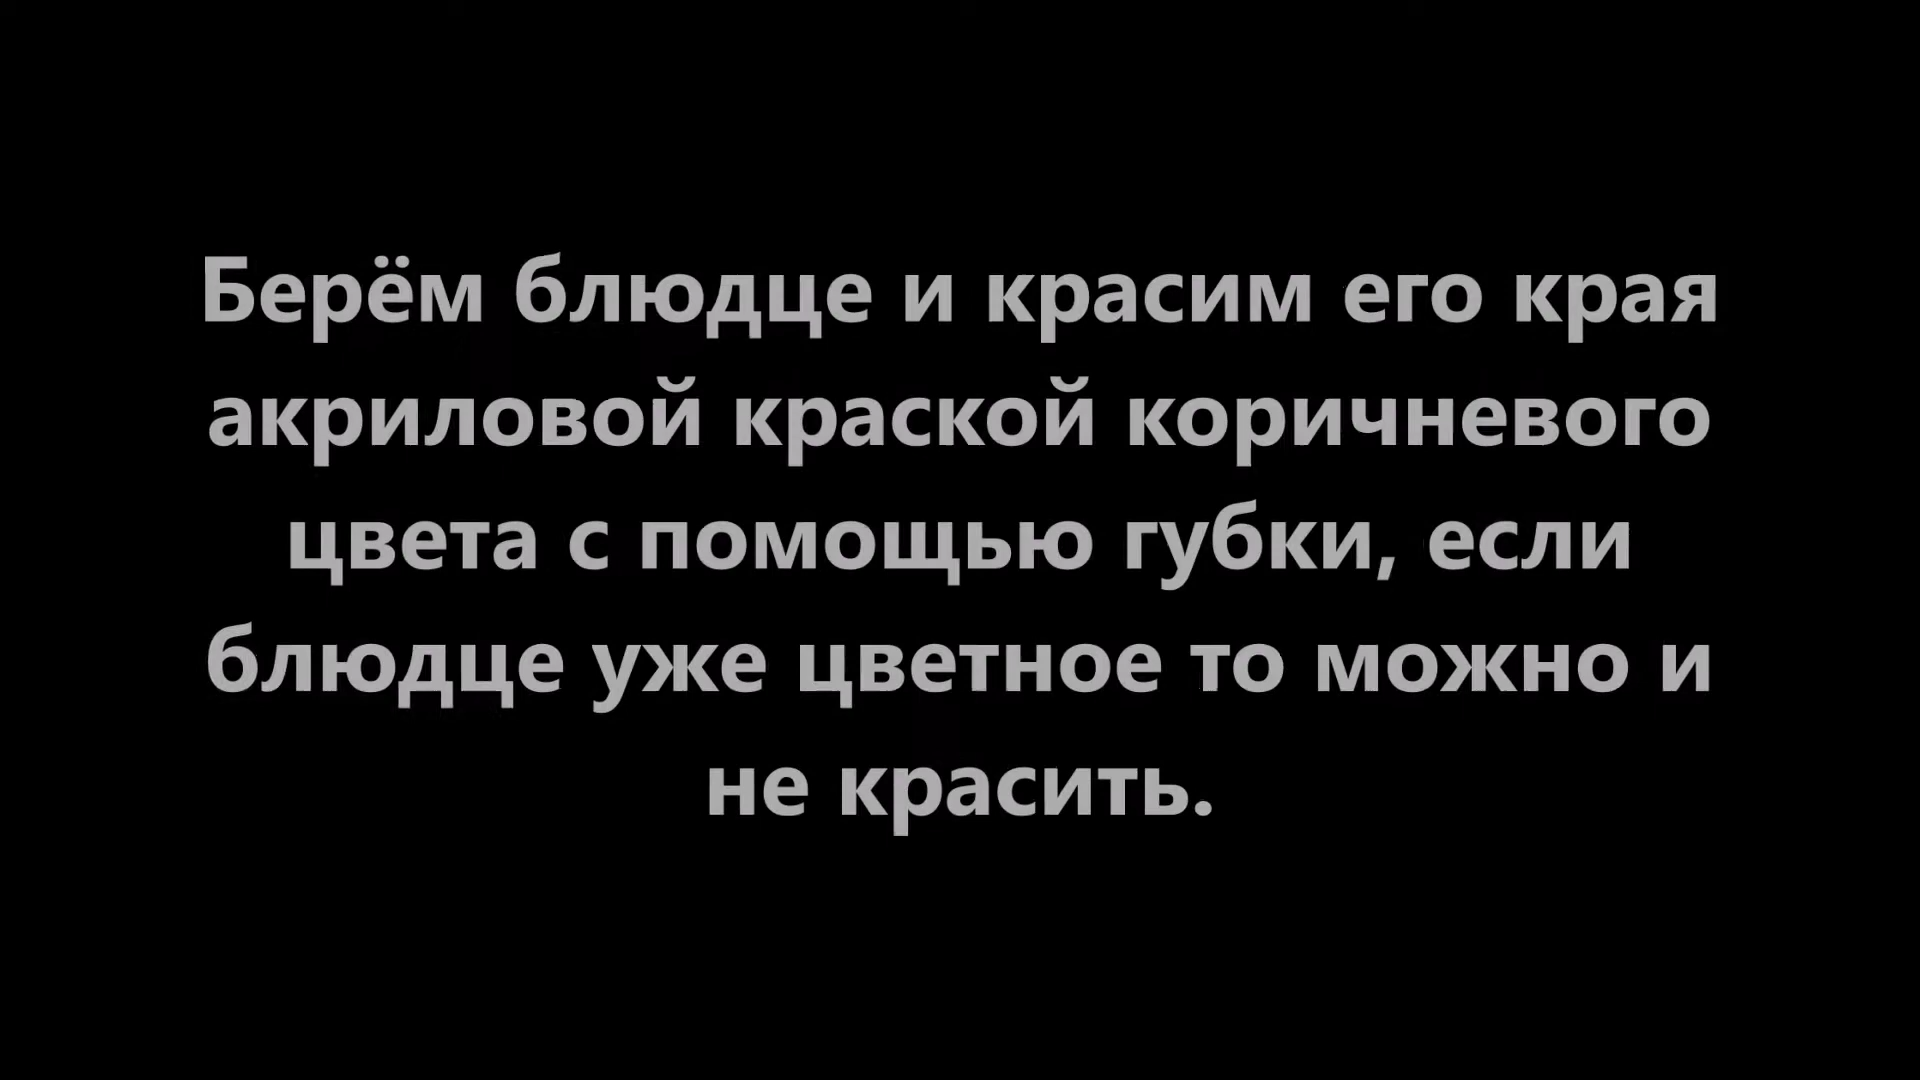 Берём блюдце и красим его края
акриловой краской коричневого
цвета с помощью губки, если
блюдце уже цветное то можно и
не красить.